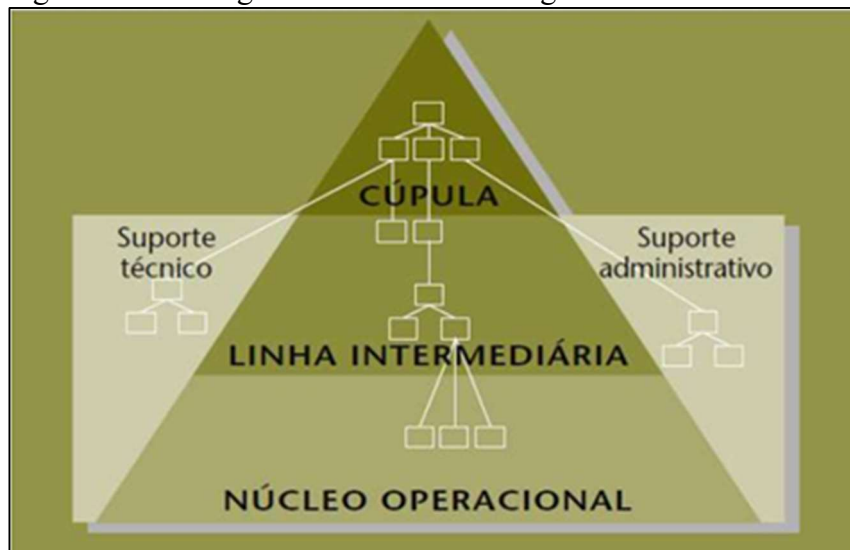 CÚPULA
Suporte
técnico
Suporte
administrativo
LINHA INTERMEDIÁRIA
NÚCLEO OPERACIONAL